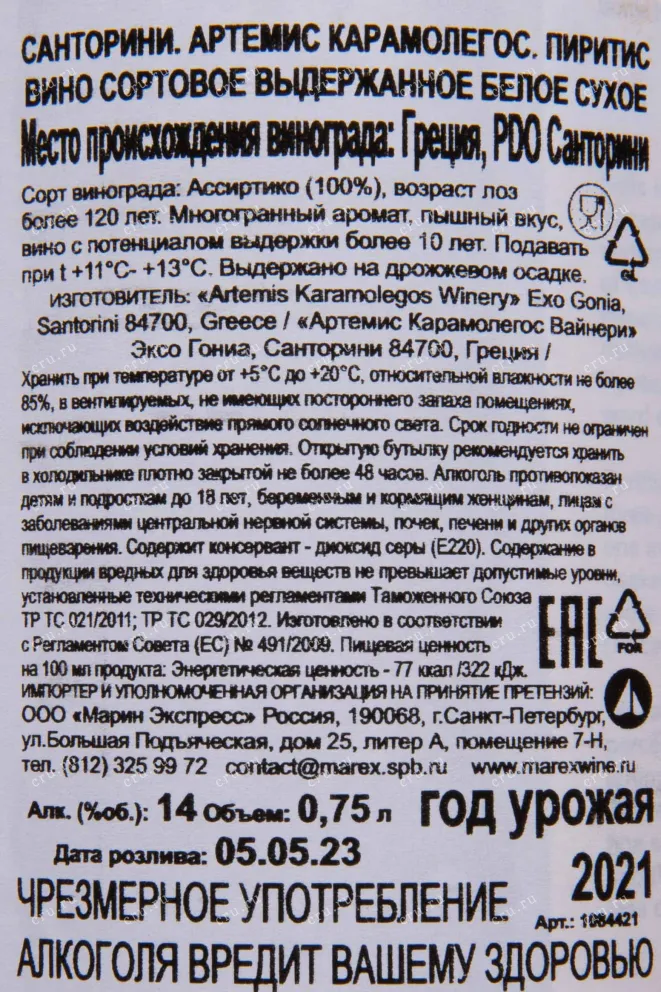 САНТОРИНИ. АРТЕМИС КАРАМОЛЕГОС. ПИРИТИС
ВИНО СОРТОВОЕ ВЫДЕРЖАННОЕ БЕЛОЕ СУХОЕ
Место происхождения винограда: Греция, PDO Санторини
Сорт винограда: Ассиртико (100%), возраст лоз
более 120 лет. Многогранный аромат, пышный вкус,
вино с потенциалом выдержки более 10 лет. Подавать
при t +11°C- +13°C. Выдержано на дрожжевом осадке.
GL
ИЗГОТОВИТЕЛЬ: «Artemis Karamolegos Winery» Exo Gonia,
Santorini 84700, Greece / «Артемис Карамолегос Вайнери»
Эксо Гониа, Санторини 84700, Греция /
Хранить при температуре от +5°С до +20°С, относительной влажности не более
85%, в вентилируемых, не имеющих постороннего запаха помещениях,
исключающих воздействие прямого солнечного света. Срок годности не ограничен
при соблюдении условий хранения. Открытую бутылку рекомендуется хранить
в холодильнике плотно закрытой не более 48 часов. Алкоголь противопоказан
детям и подросткам до 18 лет, беременным и кормящим женщинам, лицам с
заболеваниями центральной нервной системы, почек, печени и других органов
пищеварения. Содержит консервант - диоксид серы (Е220). Содержание в
продукции вредных для здоровья веществ не превышает допустимые уровни,
установленные техническими регламентами Таможенного Союза
ТР ТС 021/2011; ТР ТС 029/2012. Изготовлено в соответствии
с Регламентом Совета (ЕС) № 491/2009. Пищевая ценность
на 100 мл продукта: Энергетическая ценность - 77 ккал /322 кДж.
EAC
FOR
ИМПОРТЕР И УПОЛНОМОЧЕННАЯ ОРГАНИЗАЦИЯ НА ПРИНЯТИЕ ПРЕТЕНЗИЙ:
ООО «Марин Экспресс» Россия, 190068, г.Санкт-Петербург,
ул.Большая Подъяческая, дом 25, литер А, помещение 7-Н,
тел. (812) 325 99 72 contact@marex.spb.ru www.marexwine.ru
Алк. (%об.): 14 Объем: 0,75 л
год урожая
Дата розлива: 05.05.23
2021
Арт.: 1084421
ЧРЕЗМЕРНОЕ УПОТРЕБЛЕНИЕ
АЛКОГОЛЯ ВРЕДИТ ВАШЕМУ ЗДОРОВЬЮ